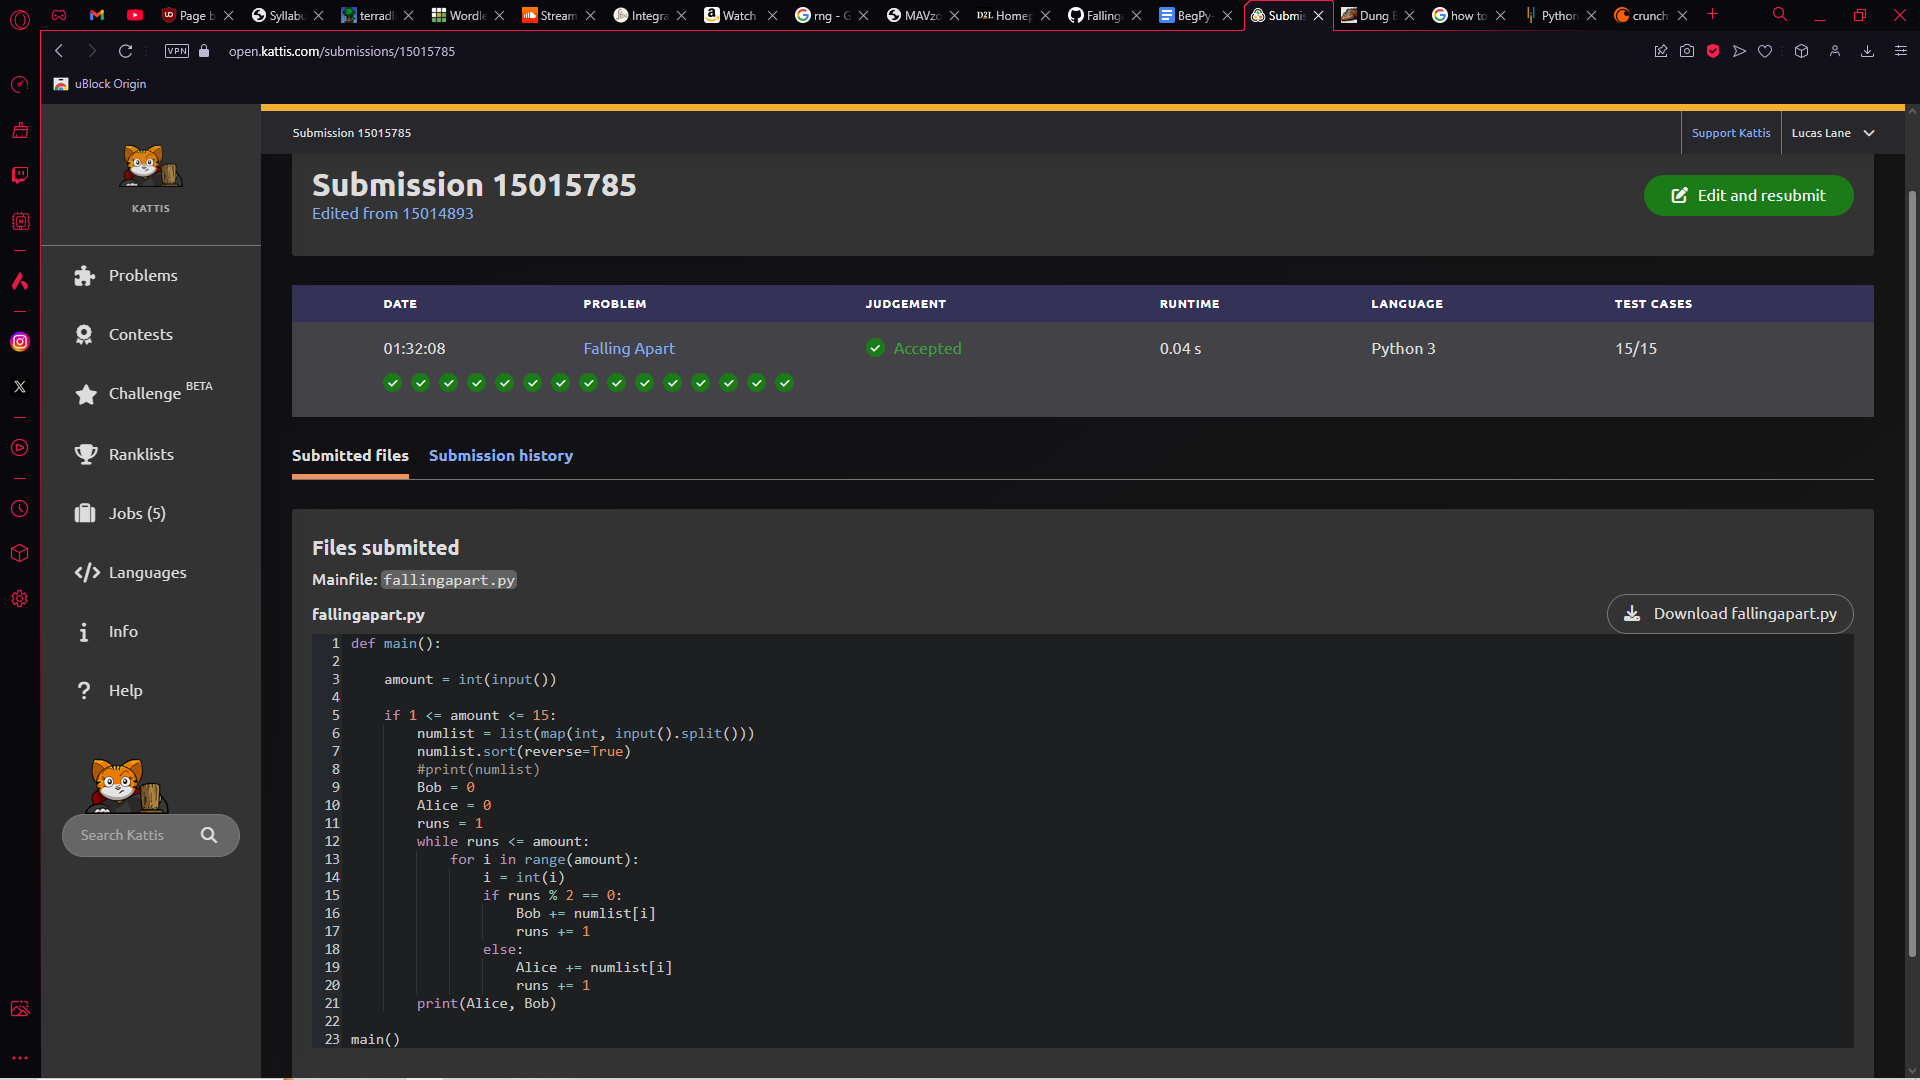 Page b
Syllabu
terradle
Wordle
Stream
Integra
Watch
rng - G
MAVzo
D2L Homep
Falling
BegPy-
Submis
Dung B
how to
Python
crunch
VPN open.kattis.com/submissions/15015785
uBlock Origin
Submission 15015785
Support Kattis
Lucas Lane
KATTIS
Submission 15015785
Edited from 15014893
Edit and resubmit
Problems
Contests
Challenge BETA
Ranklists
Jobs (5)
Languages
Info
Help
Search Kattis
DATE PROBLEM JUDGEMENT RUNTIME LANGUAGE TEST CASES
01:32:08 Falling Apart Accepted 0.04 s Python 3 15/15
Submitted files Submission history
Files submitted
Mainfile: fallingapart.py
fallingapart.py
Download fallingapart.py
1 def main():
2
3 amount = int(input())
4
5 if 1 <= amount <= 15:
6 numlist = list(map(int, input().split()))
7 numlist.sort(reverse=True)
8 #print(numlist)
9 Bob = 0
10 Alice = 0
11 runs = 1
12 while runs <= amount:
13 for i in range(amount):
14 i = int(i)
15 if runs % 2 == 0:
16 Bob += numlist[i]
17 runs += 1
18 else:
19 Alice += numlist[i]
20 runs += 1
21 print(Alice, Bob)
22
23 main()